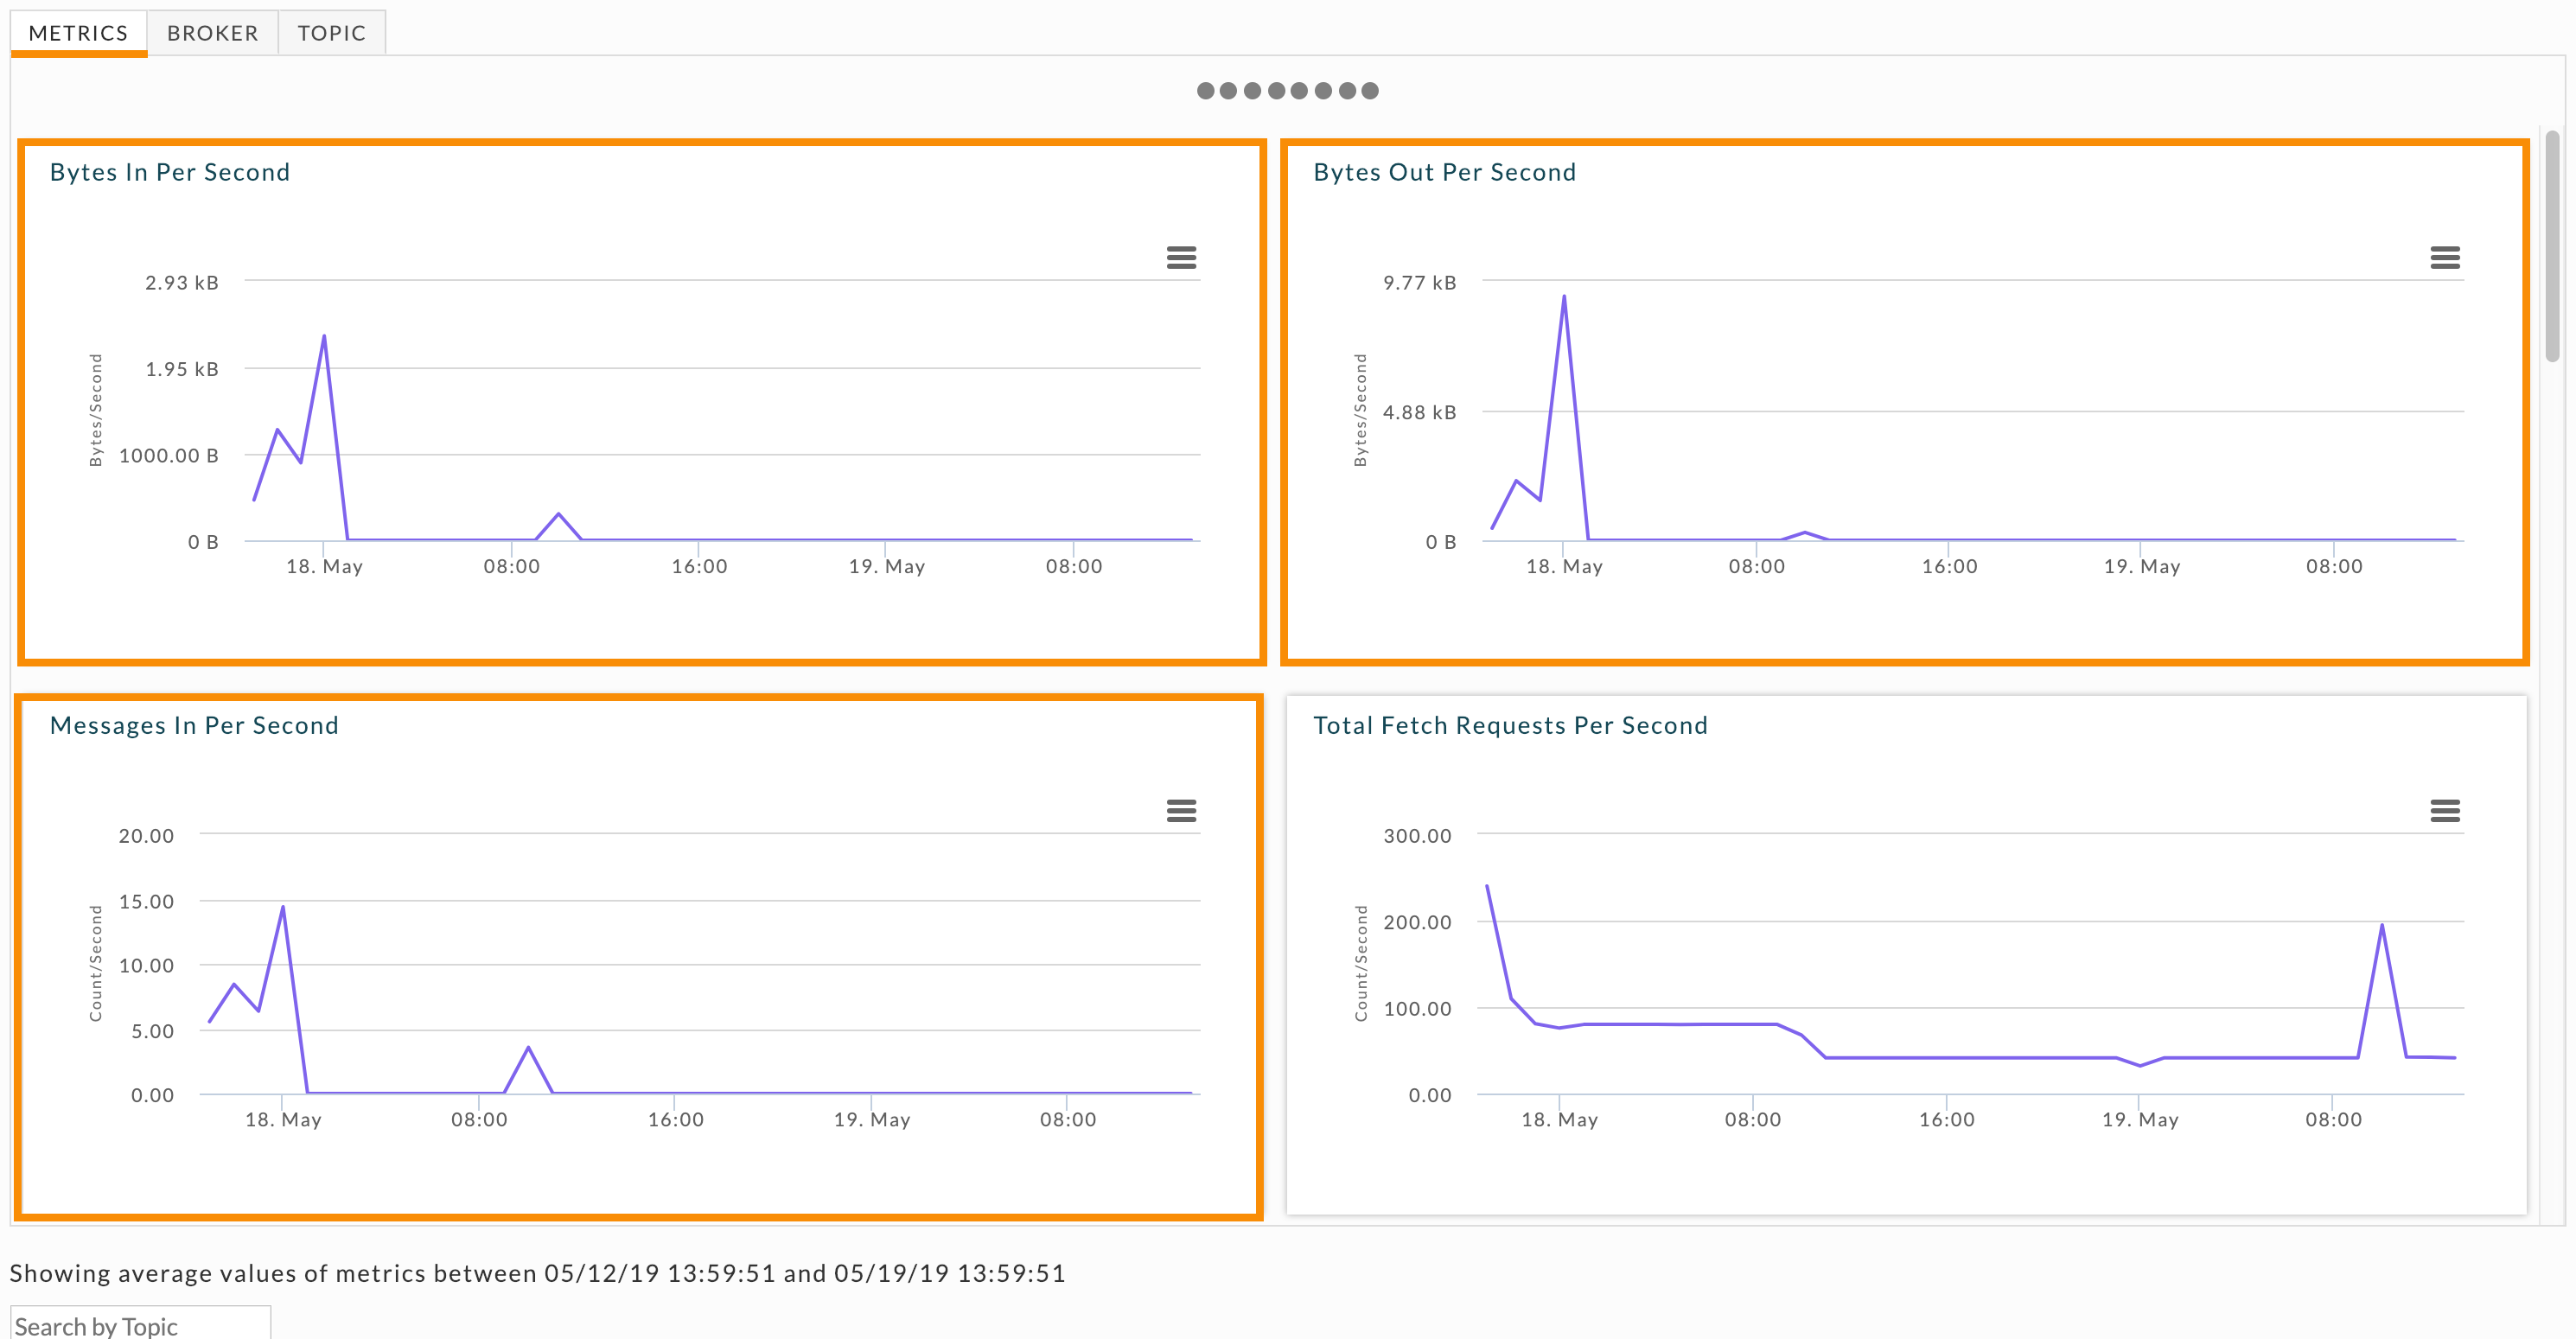 METRICS BROKER TOPIC
Bytes In Per Second
2.93 kB
1.95 kB
1000.00 B
0 B
Bytes/Second
18. May 08:00 16:00 19. May 08:00
Bytes Out Per Second
9.77 kB
4.88 kB
0 B
Bytes/Second
18. May 08:00 16:00 19. May 08:00
Messages In Per Second
20.00
15.00
10.00
5.00
0.00
Count/Second
18. May 08:00 16:00 19. May 08:00
Total Fetch Requests Per Second
300.00
200.00
100.00
0.00
Count/Second
18. May 08:00 16:00 19. May 08:00
Showing average values of metrics between 05/12/19 13:59:51 and 05/19/19 13:59:51
Search by Topic